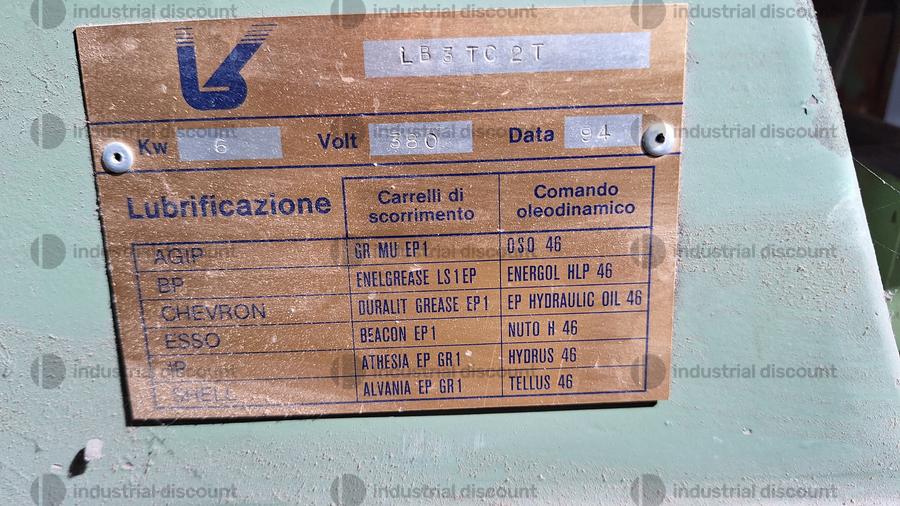 LB3TC2T
Kw 6 Volt 380 Data 94
Lubrificazione
Carrelli di scorrimento
Comando oleodinamico
AGIP GR MU EP1 OSO 46
BP ENELGREASE LS1EP ENERGOL HLP 46
CHEVRON DURALIT GREASE EP1 EP HYDRAULIC OIL 46
ESSO BEACON EP1 NUTO H 46
IP ATHESIA EP GR1 HYDRUS 46
SHELL ALVANIA EP GR1 TELLUS 46
industrial discount